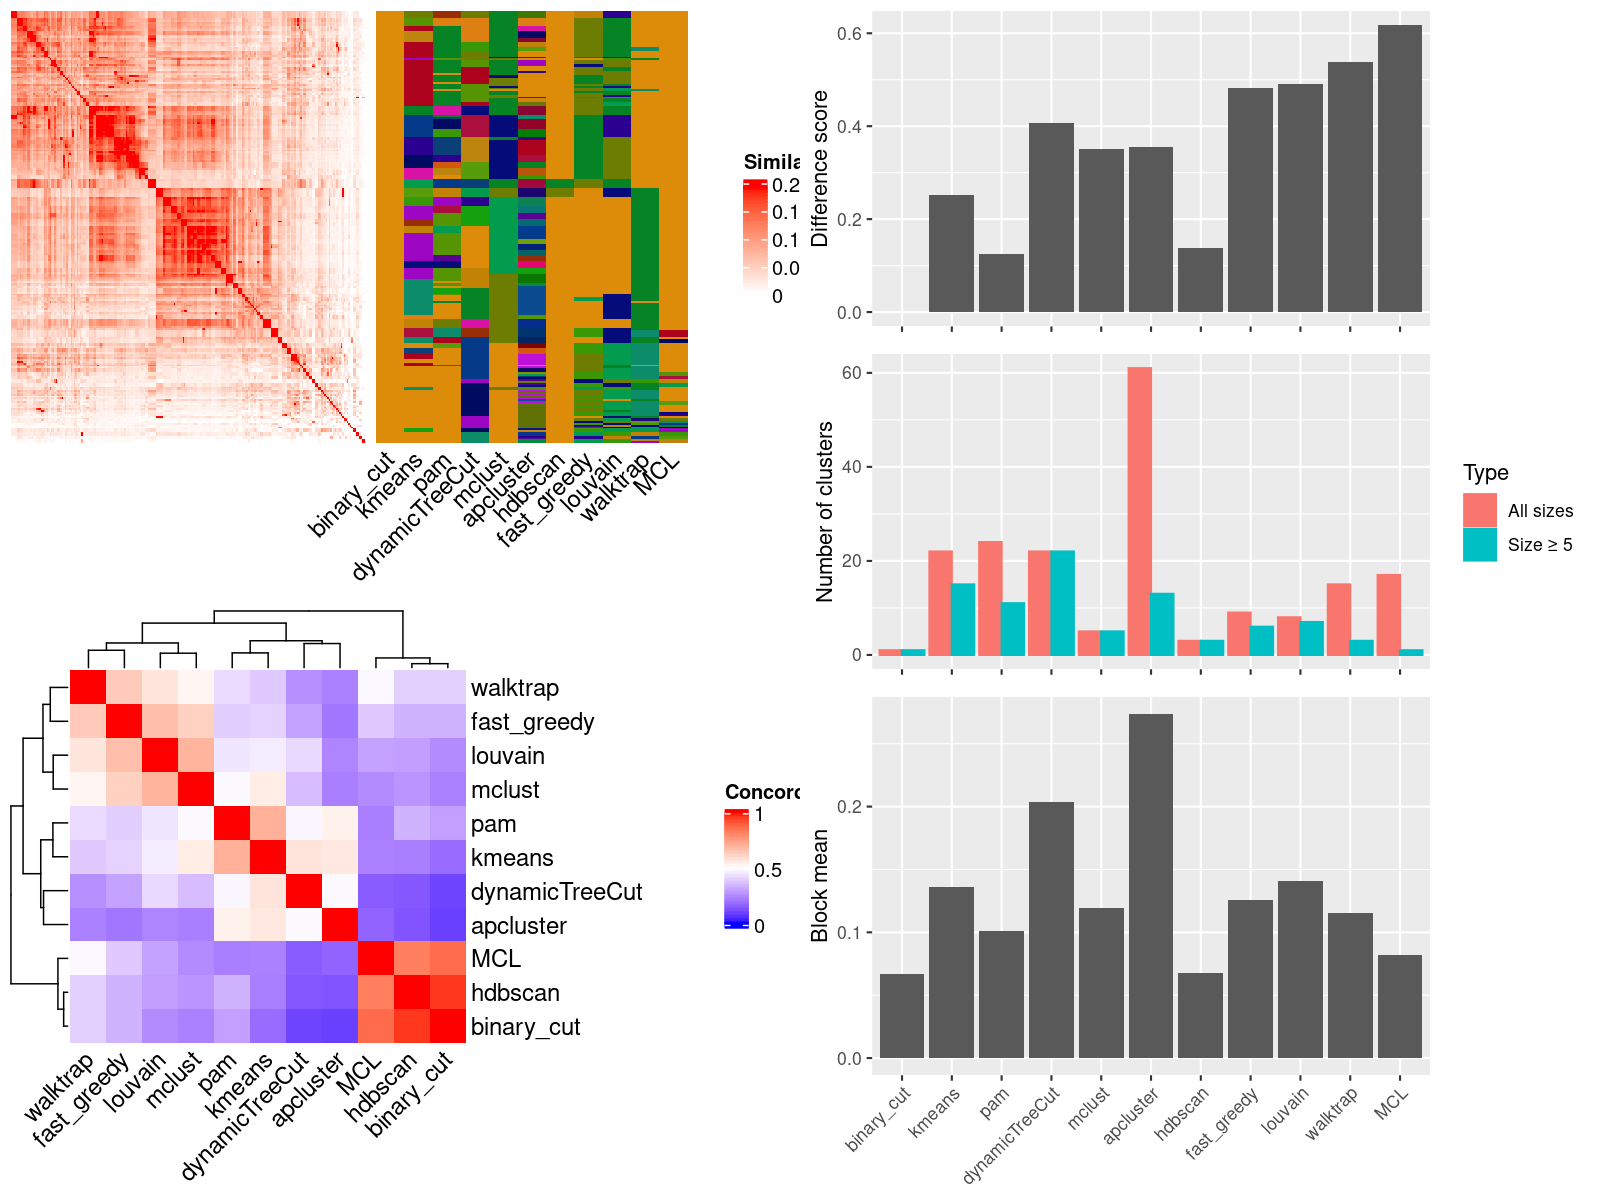 Simila
0.2
0.1
0.1
0.0
0
binary_cut
kmeans
pam
dynamicTreeCut
mclust
apcluster
hdbscan
fast_greedy
louvain
walktrap
MCL
walktrap
fast_greedy
louvain
mclust
pam
kmeans
dynamicTreeCut
apcluster
MCL
hdbscan
binary_cut
walktrap
fast_greedy
louvain
mclust
pam
kmeans
dynamicTreeCut
apcluster
MCL
hdbscan
binary_cut
Concord
1
0.5
0
Difference score
0.6
0.4
0.2
0.0
Number of clusters
60
40
20
0
Type
All sizes
Size ≥ 5
Block mean
0.2
0.1
0.0
binary_cut
kmeans
pam
dynamicTreeCut
mclust
apcluster
hdbscan
fast_greedy
louvain
walktrap
MCL